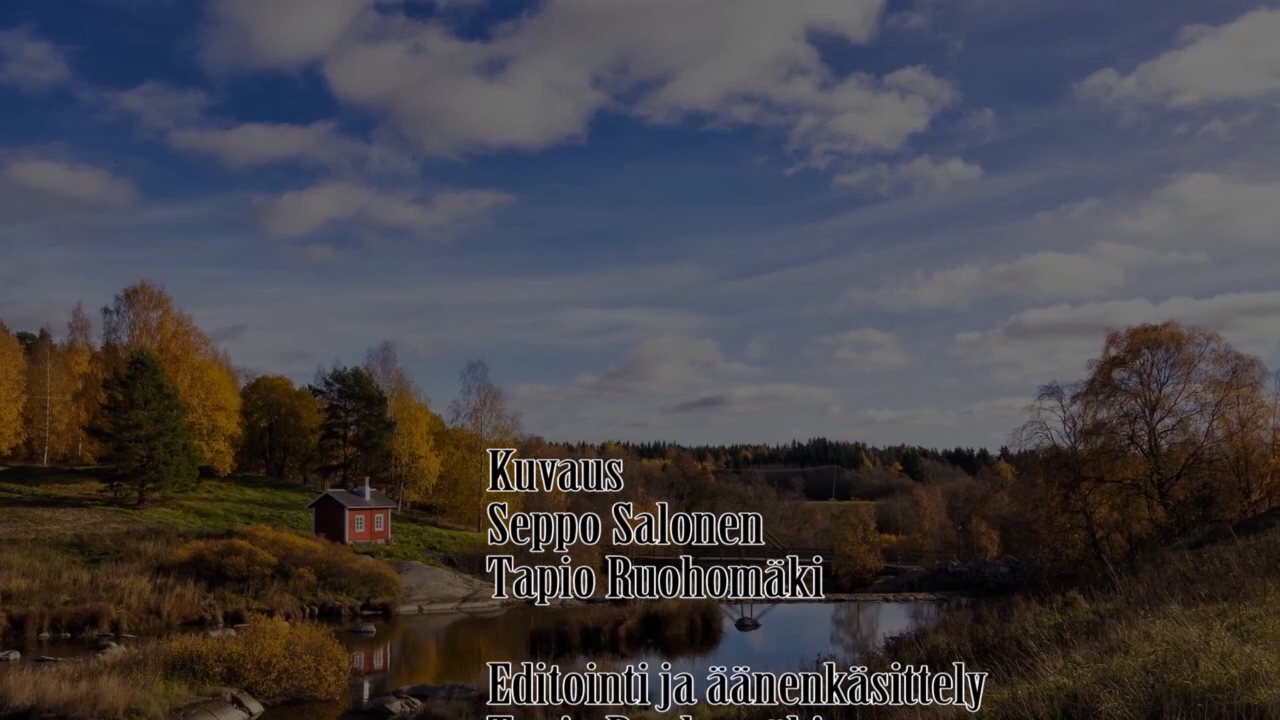 Kuvaus
Seppo Salonen
Tapio Ruohomäki
Editointi ja äänenkäsittely